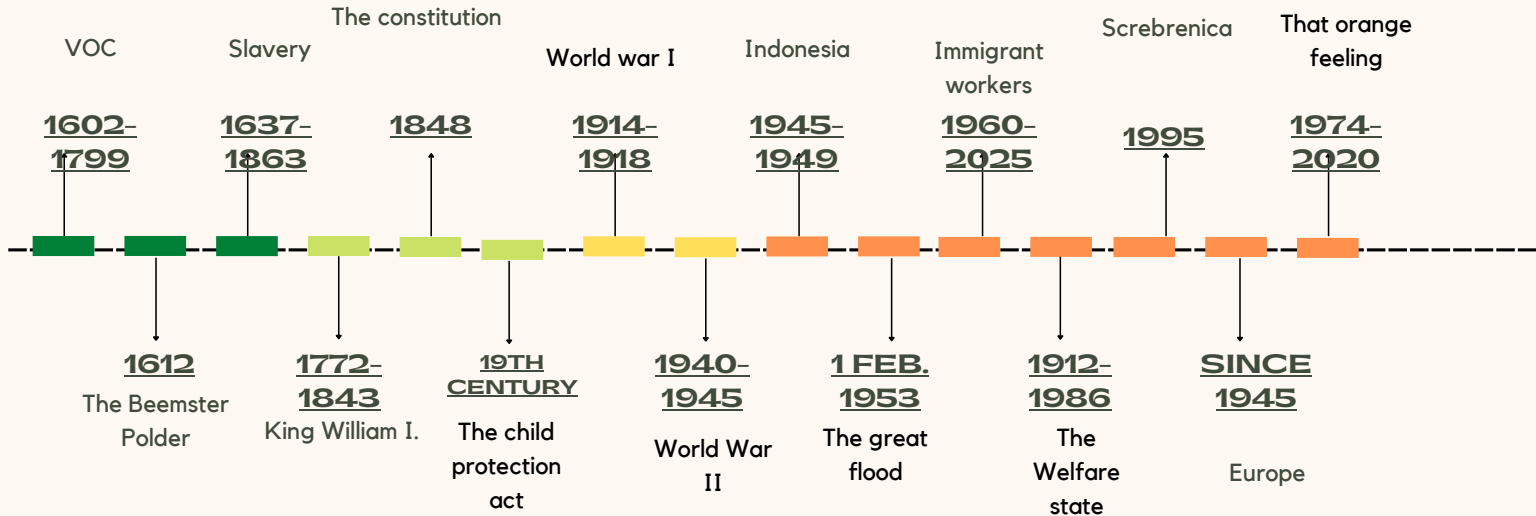 VOC
1602-
1799
1612
The Beemster
Polder
Slavery
1637-
1863
1772-
1843
King William I.
The constitution
1848
19TH
CENTURY
The child
protection
act
World war I
1914-
1918
1940-
1945
World War
II
Indonesia
1945-
1949
1 FEB.
1953
The great
flood
Immigrant
workers
1960-
2025
1912-
1986
The
Welfare
state
Screbrenica
1995
SINCE
1945
Europe
That orange
feeling
1974-
2020